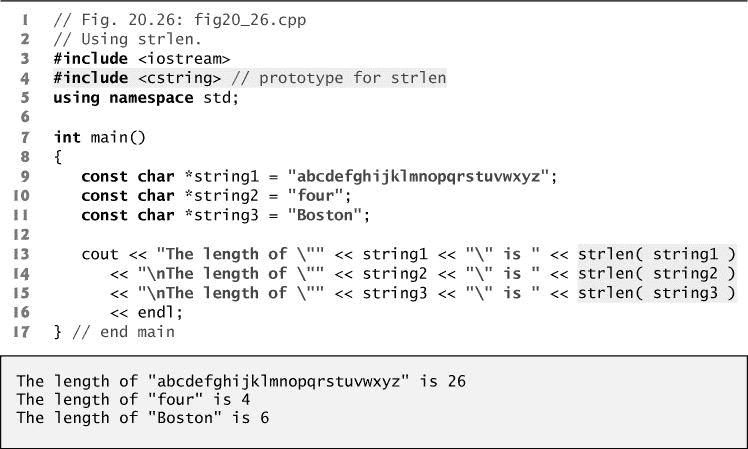 1 // Fig. 20.26: fig20_26.cpp
2 // Using strlen.
3 #include <iostream>
4 #include <cstring> // prototype for strlen
5 using namespace std;
6
7 int main()
8 {
9    const char *string1 = "abcdefghijklmnopqrstuvwxyz";
10    const char *string2 = "four";
11    const char *string3 = "Boston";
12
13    cout << "The length of \"" << string1 << "\" is " << strlen( string1 )
14       << "\nThe length of \"" << string2 << "\" is " << strlen( string2 )
15       << "\nThe length of \"" << string3 << "\" is " << strlen( string3 )
16       << endl;
17 } // end main
The length of "abcdefghijklmnopqrstuvwxyz" is 26
The length of "four" is 4
The length of "Boston" is 6